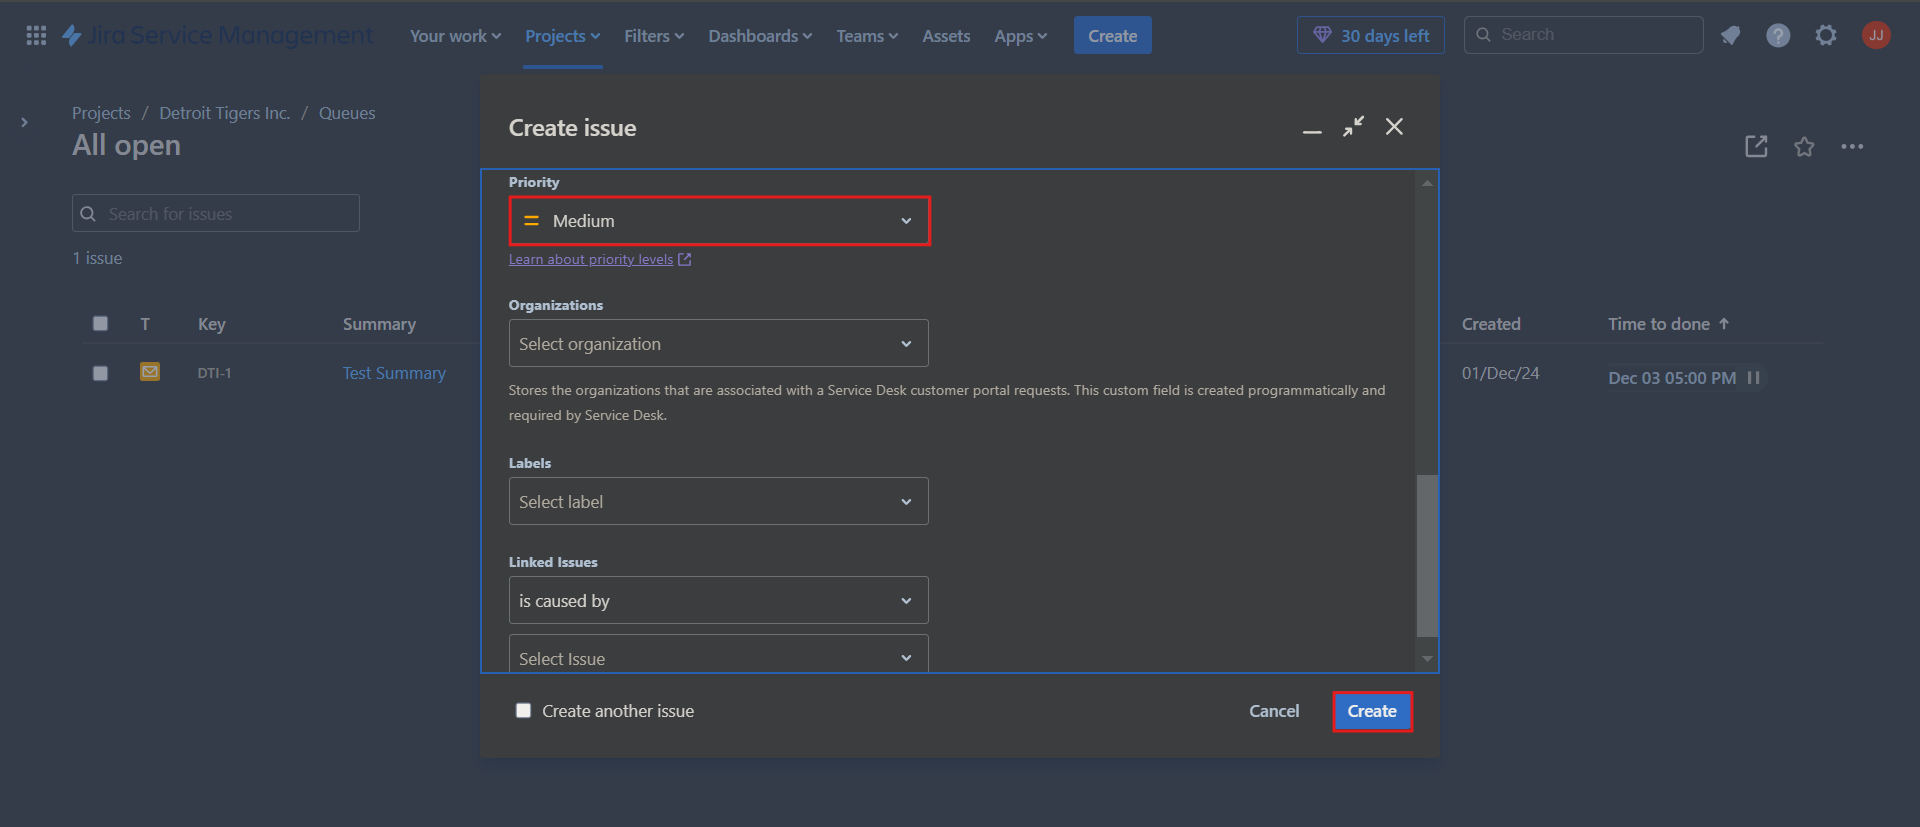 Jira Service Management Your work Projects Filters Dashboards Teams Assets Apps Create 30 days left Search JJ
Projects / Detroit Tigers Inc. / Queues
All open
Search for issues
1 issue
T Key Summary Created Time to done
DTI-1 Test Summary 01/Dec/24 Dec 03 05:00 PM
Create issue
Priority
Medium
Learn about priority levels
Organizations
Select organization
Stores the organizations that are associated with a Service Desk customer portal requests. This custom field is created programmatically and
required by Service Desk.
Labels
Select label
Linked Issues
is caused by
Select Issue
Create another issue Cancel Create